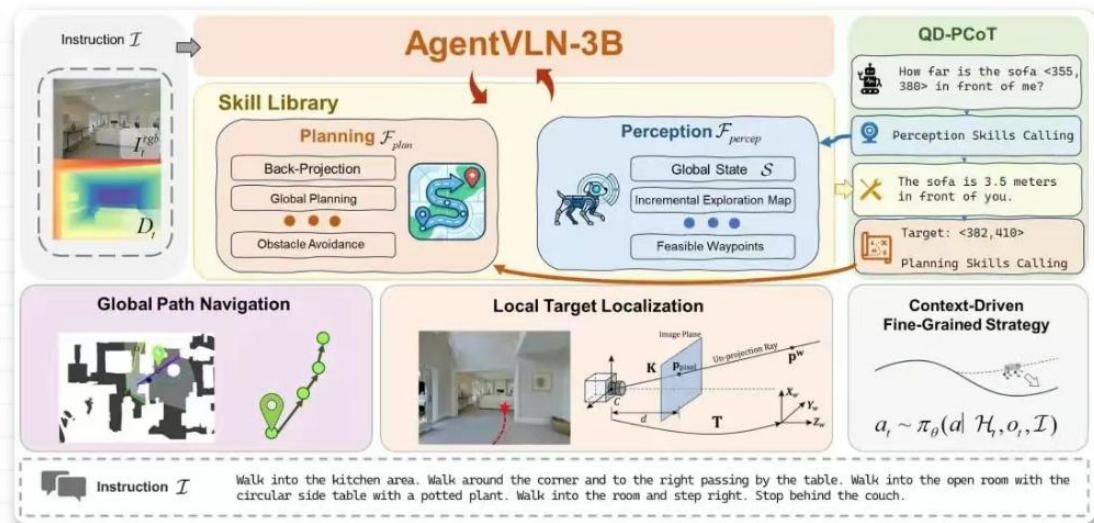 Instruction I
I_t^{rgb}
D_t
AgentVLN-3B
Skill Library
Planning F_{plan}
Back-Projection
Global Planning
Obstacle Avoidance
Perception F_{percep}
Global State S
Incremental Exploration Map
Feasible Waypoints
QD-PCoT
How far is the sofa <355,
380> in front of me?
Perception Skills Calling
The sofa is 3.5 meters
in front of you.
Target: <382,410>
Planning Skills Calling
Global Path Navigation
Local Target Localization
Image Plane
Un-projection Ray
K
P_{pixel}
P^w
C
d
T
X_w
Y_w
Z_w
Context-Driven
Fine-Grained Strategy
a_t ~ π_θ(a| H_t, o_t, I)
Instruction I
Walk into the kitchen area. Walk around the corner and to the right passing by the table. Walk into the open room with the
circular side table with a potted plant. Walk into the room and step right. Stop behind the couch.